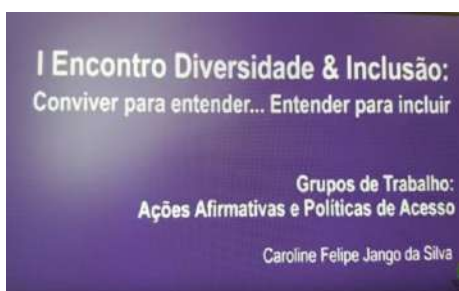 I Encontro Diversidade & Inclusão:
Conviver para entender... Entender para incluir
Grupos de Trabalho:
Ações Afirmativas e Políticas de Acesso
Caroline Felipe Jango da Silva